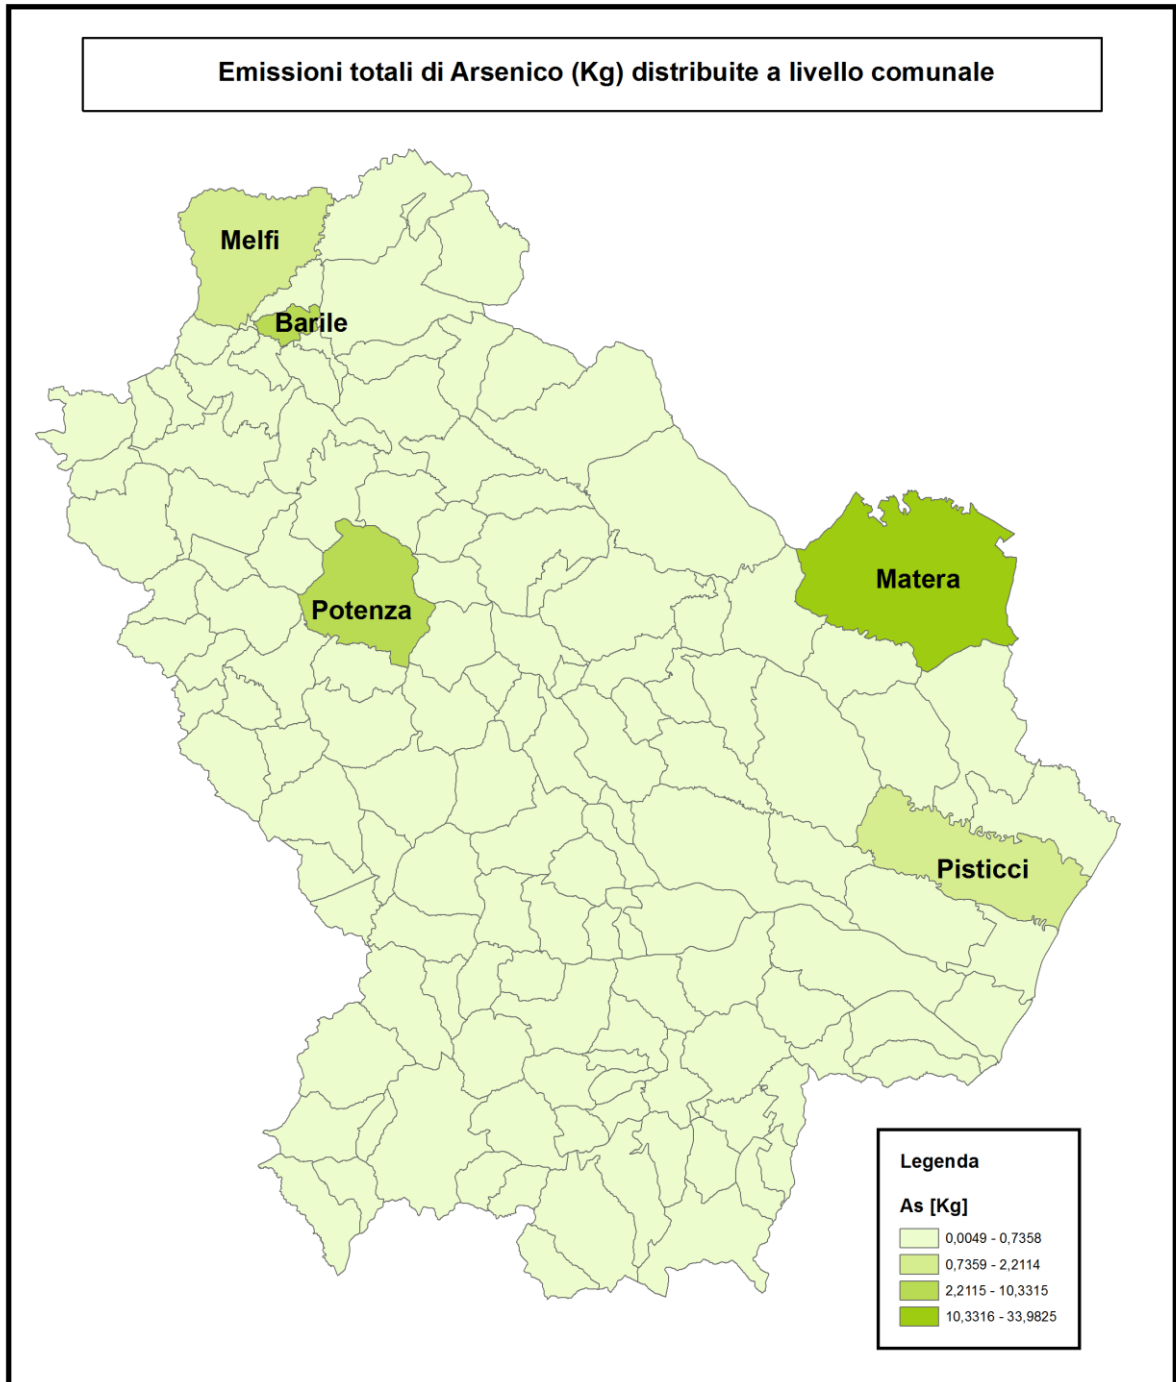 Emissioni totali di Arsenico (Kg) distribuite a livello comunale
Melfi
Barile
Matera
Potenza
Pisticci
Legenda
As [Kg]
0,0049 - 0,7358
0,7359 - 2,2114
2,2115 - 10,3315
10,3316 - 33,9825